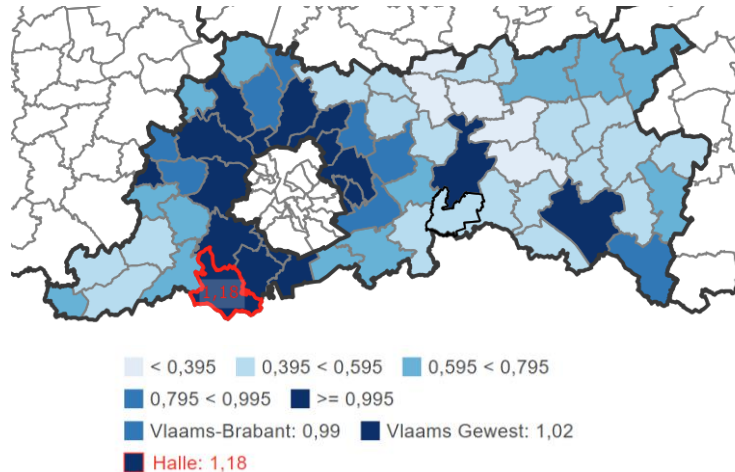 1,18
< 0,395 0,395 < 0,595 0,595 < 0,795
0,795 < 0,995 >= 0,995
Vlaams-Brabant: 0,99 Vlaams Gewest: 1,02
Halle: 1,18